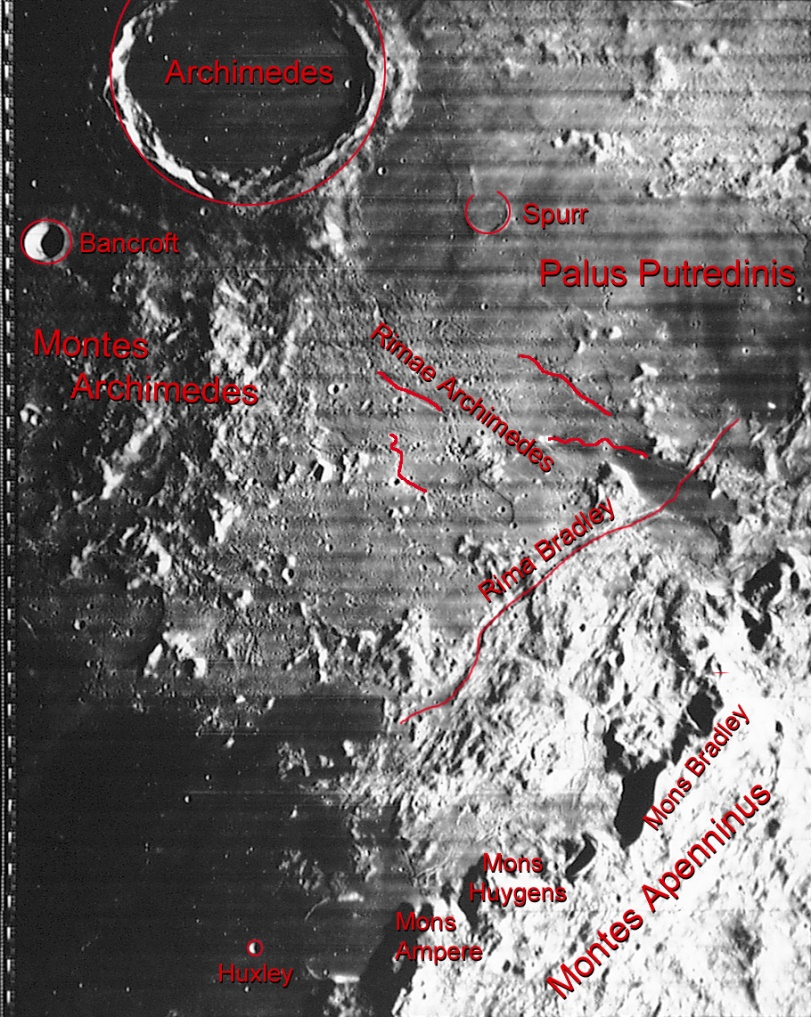 Archimedes
Spurr
Bancroft
Palus Putredinis
Montes
Archimedes
Rimae Archimedes
Rima Bradley
Mons Bradley
Montes Apenninus
Mons
Huygens
Mons
Ampere
Huxley